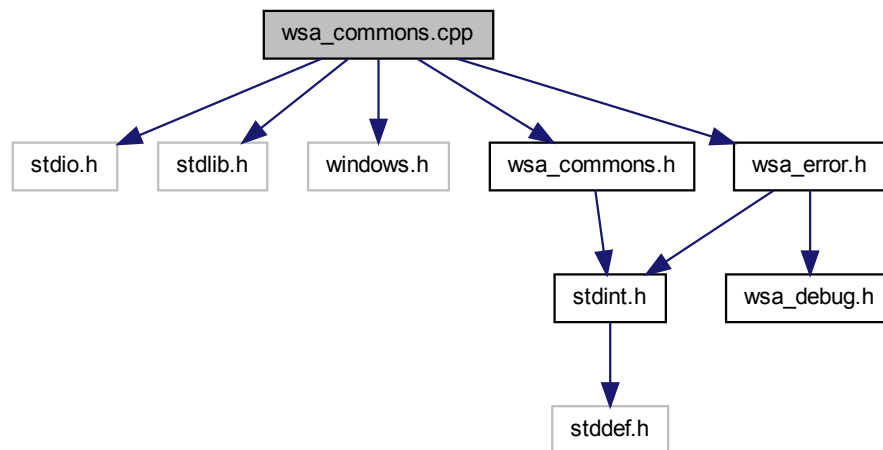 wsa_commons.cpp
stdio.h
stdlib.h
windows.h
wsa_commons.h
wsa_error.h
stdint.h
wsa_debug.h
stddef.h